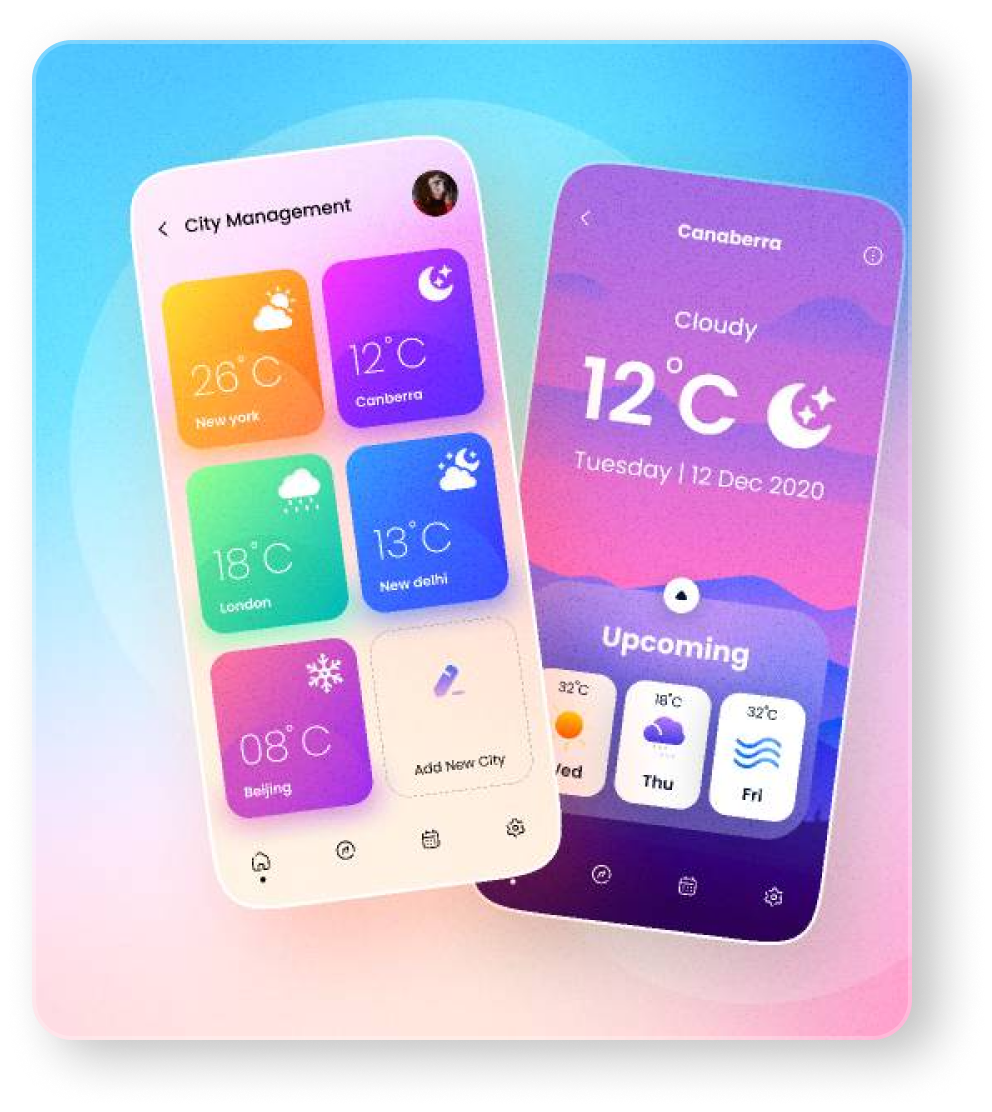 City Management
26°C
New york
12°C
Canberra
18°C
London
13°C
New delhi
08°C
Beijing
Add New City
Canaberra
Cloudy
12°C
Tuesday | 12 Dec 2020
Upcoming
32°C
18°C
32°C
Thu
Fri